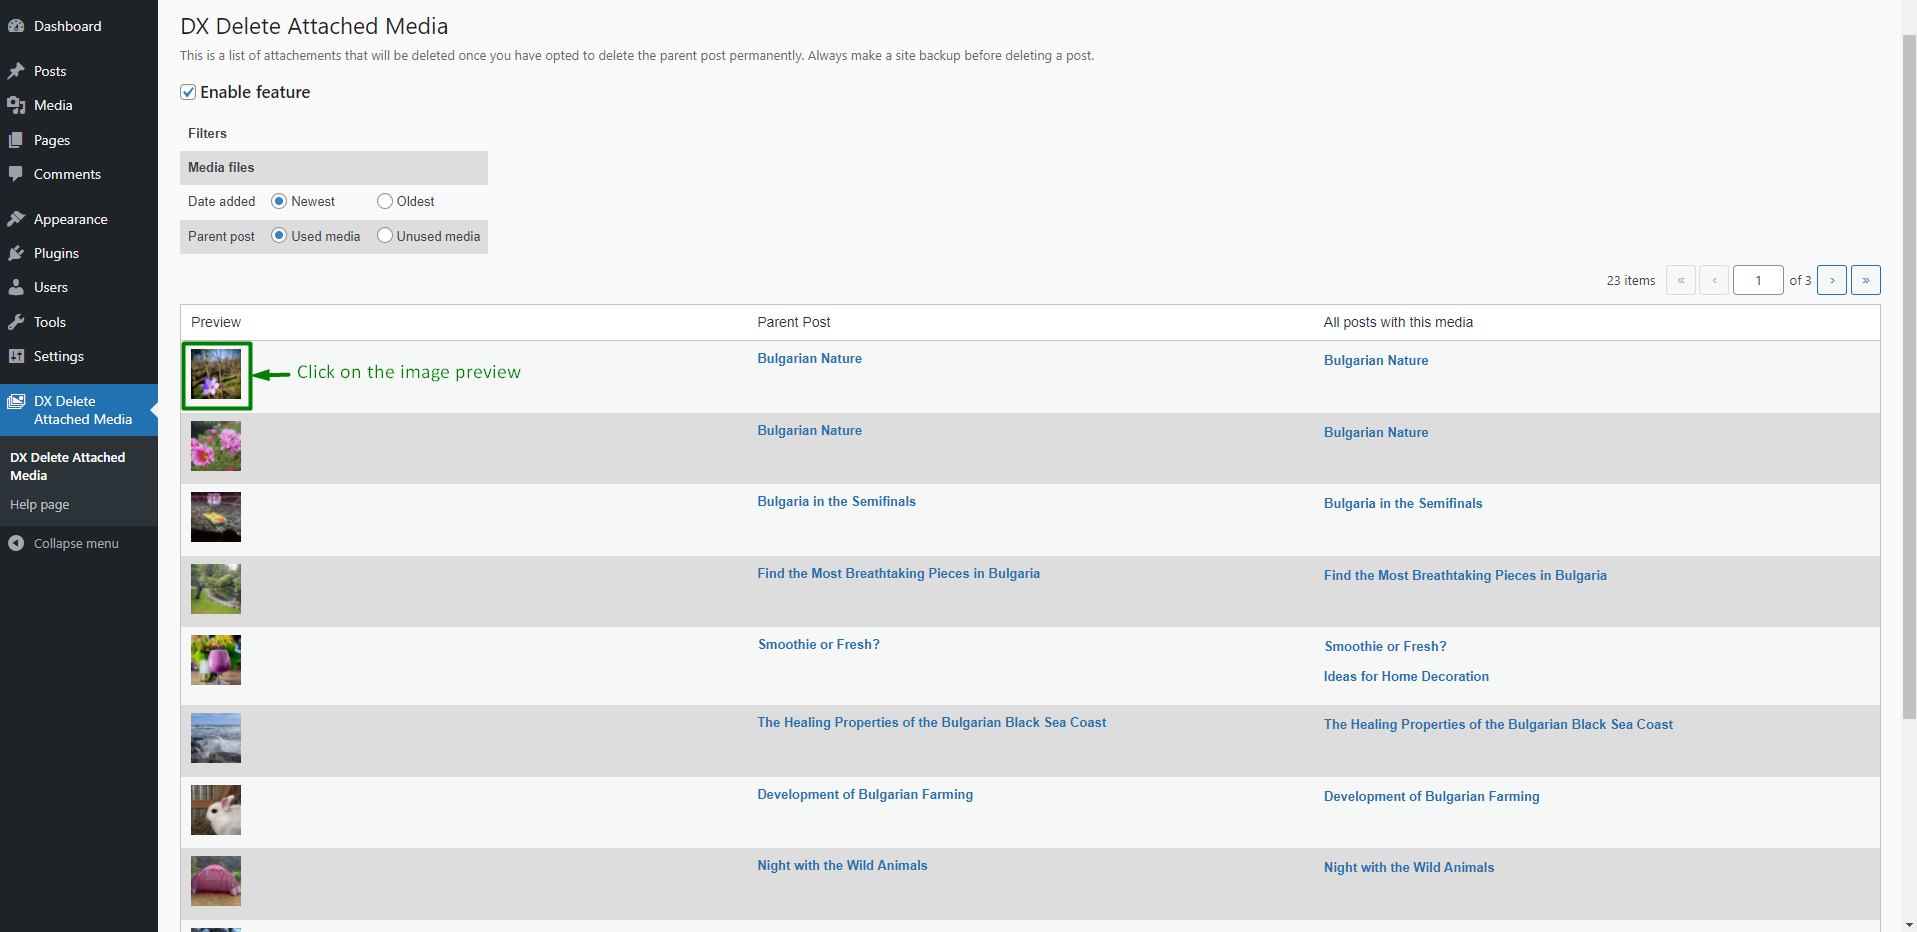 Dashboard
Posts
Media
Pages
Comments
Appearance
Plugins
Users
Tools
Settings
DX Delete
Attached Media
DX Delete Attached
Media
Help page
Collapse menu
DX Delete Attached Media
This is a list of attachements that will be deleted once you have opted to delete the parent post permanently. Always make a site backup before deleting a post.
Enable feature
Filters
Media files
Date added Newest Oldest
Parent post Used media Unused media
23 items « ‹ 1 of 3 › »
Preview Parent Post All posts with this media
Click on the image preview Bulgarian Nature Bulgarian Nature
Bulgarian Nature Bulgarian Nature
Bulgaria in the Semifinals Bulgaria in the Semifinals
Find the Most Breathtaking Pieces in Bulgaria Find the Most Breathtaking Pieces in Bulgaria
Smoothie or Fresh? Smoothie or Fresh?
Ideas for Home Decoration
The Healing Properties of the Bulgarian Black Sea Coast The Healing Properties of the Bulgarian Black Sea Coast
Development of Bulgarian Farming Development of Bulgarian Farming
Night with the Wild Animals Night with the Wild Animals